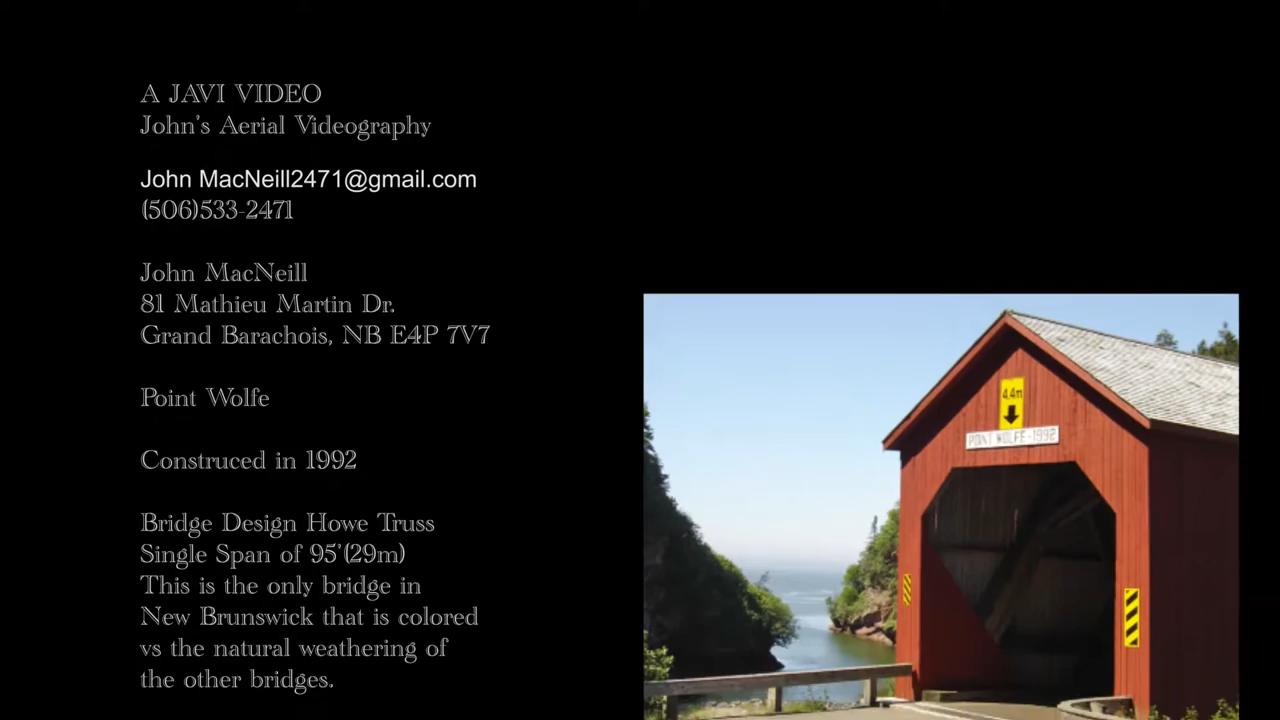 A JAVI VIDEO
John's Aerial Videography
John MacNeill2471@gmail.com
(506)533-2471
John MacNeill
81 Mathieu Martin Dr.
Grand Barachois, NB E4P 7V7
Point Wolfe
Construced in 1992
Bridge Design Howe Truss
Single Span of 95'(29m)
This is the only bridge in
New Brunswick that is colored
vs the natural weathering of
the other bridges.
4.4m
POINT WOLFE-1992